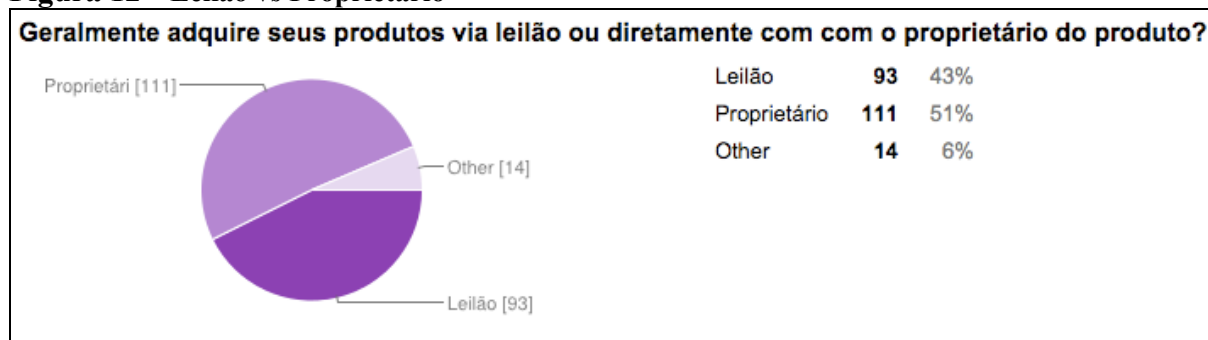 Geralmente adquire seus produtos via leilão ou diretamente com com o proprietário do produto?
Proprietári [111]
Other [14]
Leilão [93]
Leilão 93 43%
Proprietário 111 51%
Other 14 6%